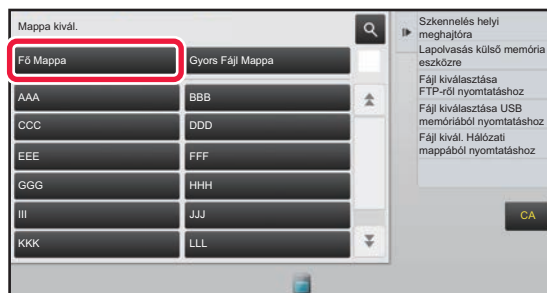 Mappa kivál.
Fő Mappa
Gyors Fájl Mappa
AAA
BBB
CCC
DDD
EEE
FFF
GGG
HHH
III
JJJ
KKK
LLL
Szkennelés helyi
meghajtóra
Lapolvasás külső memória
eszközre
Fájl kiválasztása
FTP-ről nyomtatáshoz
Fájl kiválasztása USB
memóriából nyomtatáshoz
Fájl kivál. Hálózati
mappából nyomtatáshoz
CA